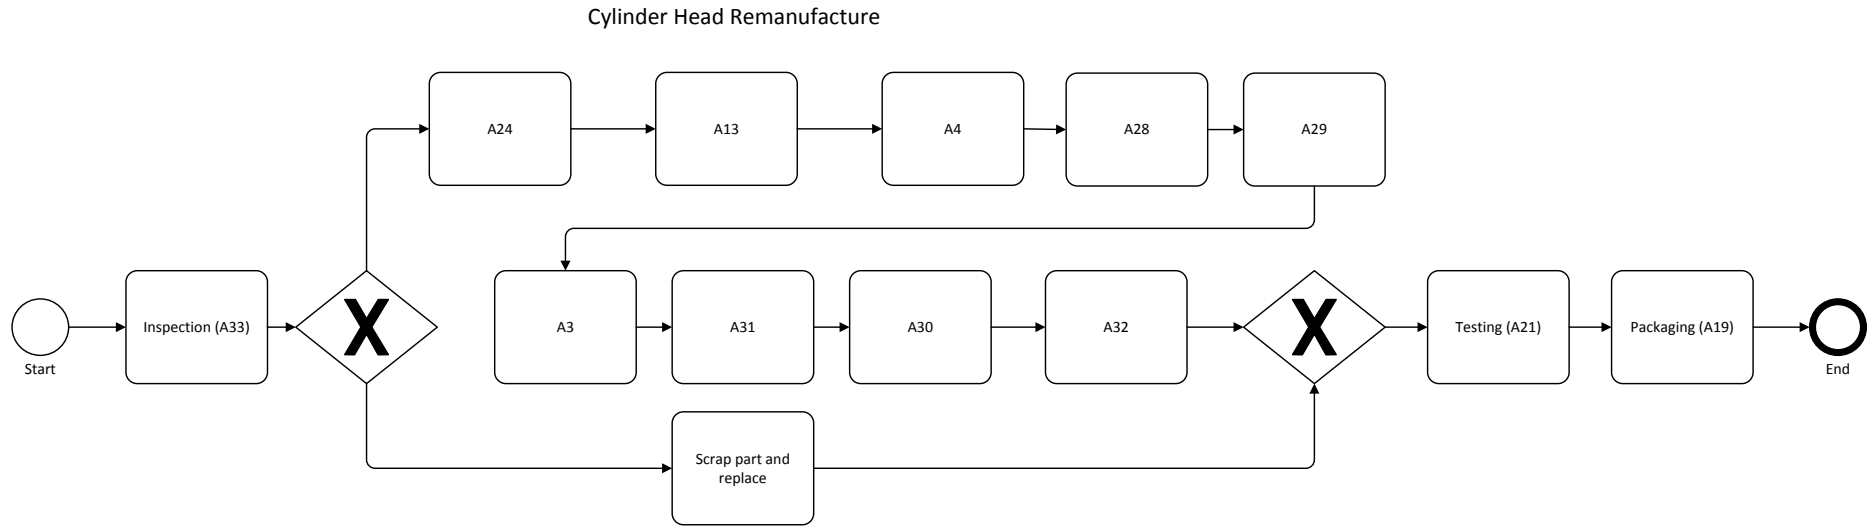 Cylinder Head Remanufacture
A24
A13
A4
A28
A29
Start
Inspection (A33)
X
A3
A31
A30
A32
X
Testing (A21)
Packaging (A19)
End
Scrap part and
replace